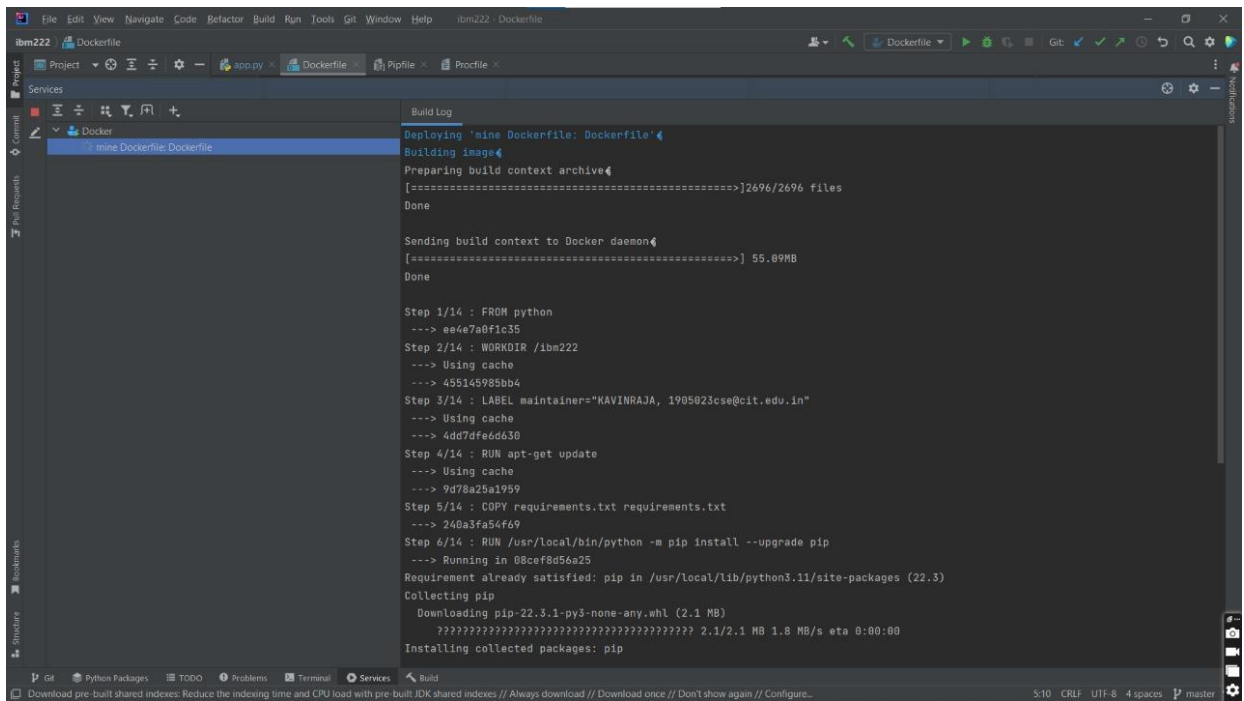 File Edit View Navigate Code Refactor Build Run Tools Git Window Help ibm222 - Dockerfile
ibm222 Dockerfile Dockerfile Git:
Project app.py Dockerfile Pipfile Procfile
Project
Commit
Pull Requests
Bookmarks
Structure
Notifications
Services
Docker
mine Dockerfile: Dockerfile
Build Log
Deploying 'mine Dockerfile: Dockerfile'
Building image
Preparing build context archive
[==================================================>]2696/2696 files
Done
Sending build context to Docker daemon
[==================================================>] 55.09MB
Done
Step 1/14 : FROM python
---> ee4e7a0f1c35
Step 2/14 : WORKDIR /ibm222
---> Using cache
---> 455145985bb4
Step 3/14 : LABEL maintainer="KAVINRAJA, 1905023cse@cit.edu.in"
---> Using cache
---> 4dd7dfe6d630
Step 4/14 : RUN apt-get update
---> Using cache
---> 9d78a25a1959
Step 5/14 : COPY requirements.txt requirements.txt
---> 240a3fa54f69
Step 6/14 : RUN /usr/local/bin/python -m pip install --upgrade pip
---> Running in 08cef8d56a25
Requirement already satisfied: pip in /usr/local/lib/python3.11/site-packages (22.3)
Collecting pip
Downloading pip-22.3.1-py3-none-any.whl (2.1 MB)
???????????????????????????????????????? 2.1/2.1 MB 1.8 MB/s eta 0:00:00
Installing collected packages: pip
Git Python Packages TODO Problems Terminal Services Build
Download pre-built shared indexes: Reduce the indexing time and CPU load with pre-built JDK shared indexes // Always download // Download once // Don't show again // Configure... 5:10 CRLF UTF-8 4 spaces master